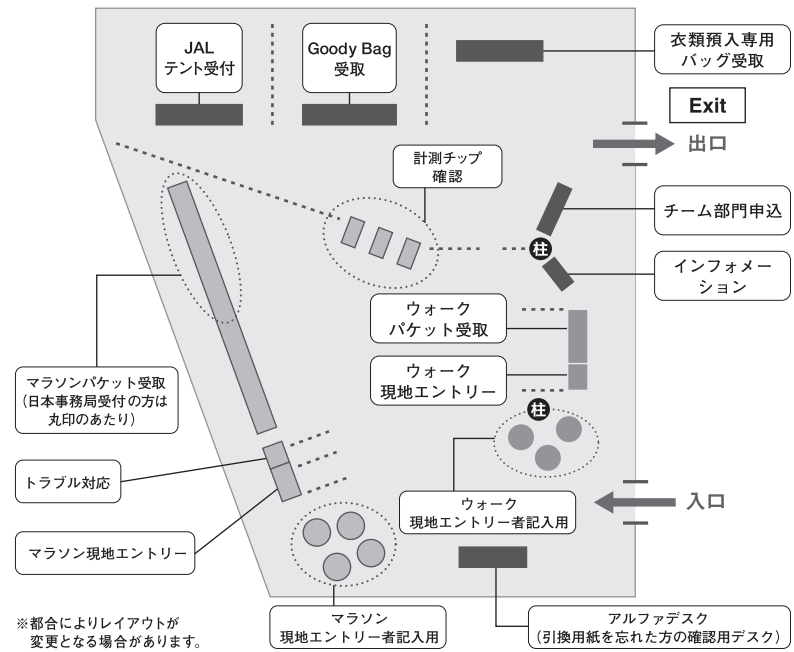 JAL
テント受付
Goody Bag
受取
衣類預入専用
バッグ受取
Exit
出口
計測チップ
確認
チーム部門申込
柱
インフォメー
ション
ウォーク
パケット受取
ウォーク
現地エントリー
マラソンパケット受取
(日本事務局受付の方は
丸印のあたり)
柱
トラブル対応
ウォーク
現地エントリー者記入用
入口
マラソン現地エントリー
マラソン
現地エントリー者記入用
アルファデスク
(引換用紙を忘れた方の確認用デスク)
※都合によりレイアウトが
変更となる場合があります。